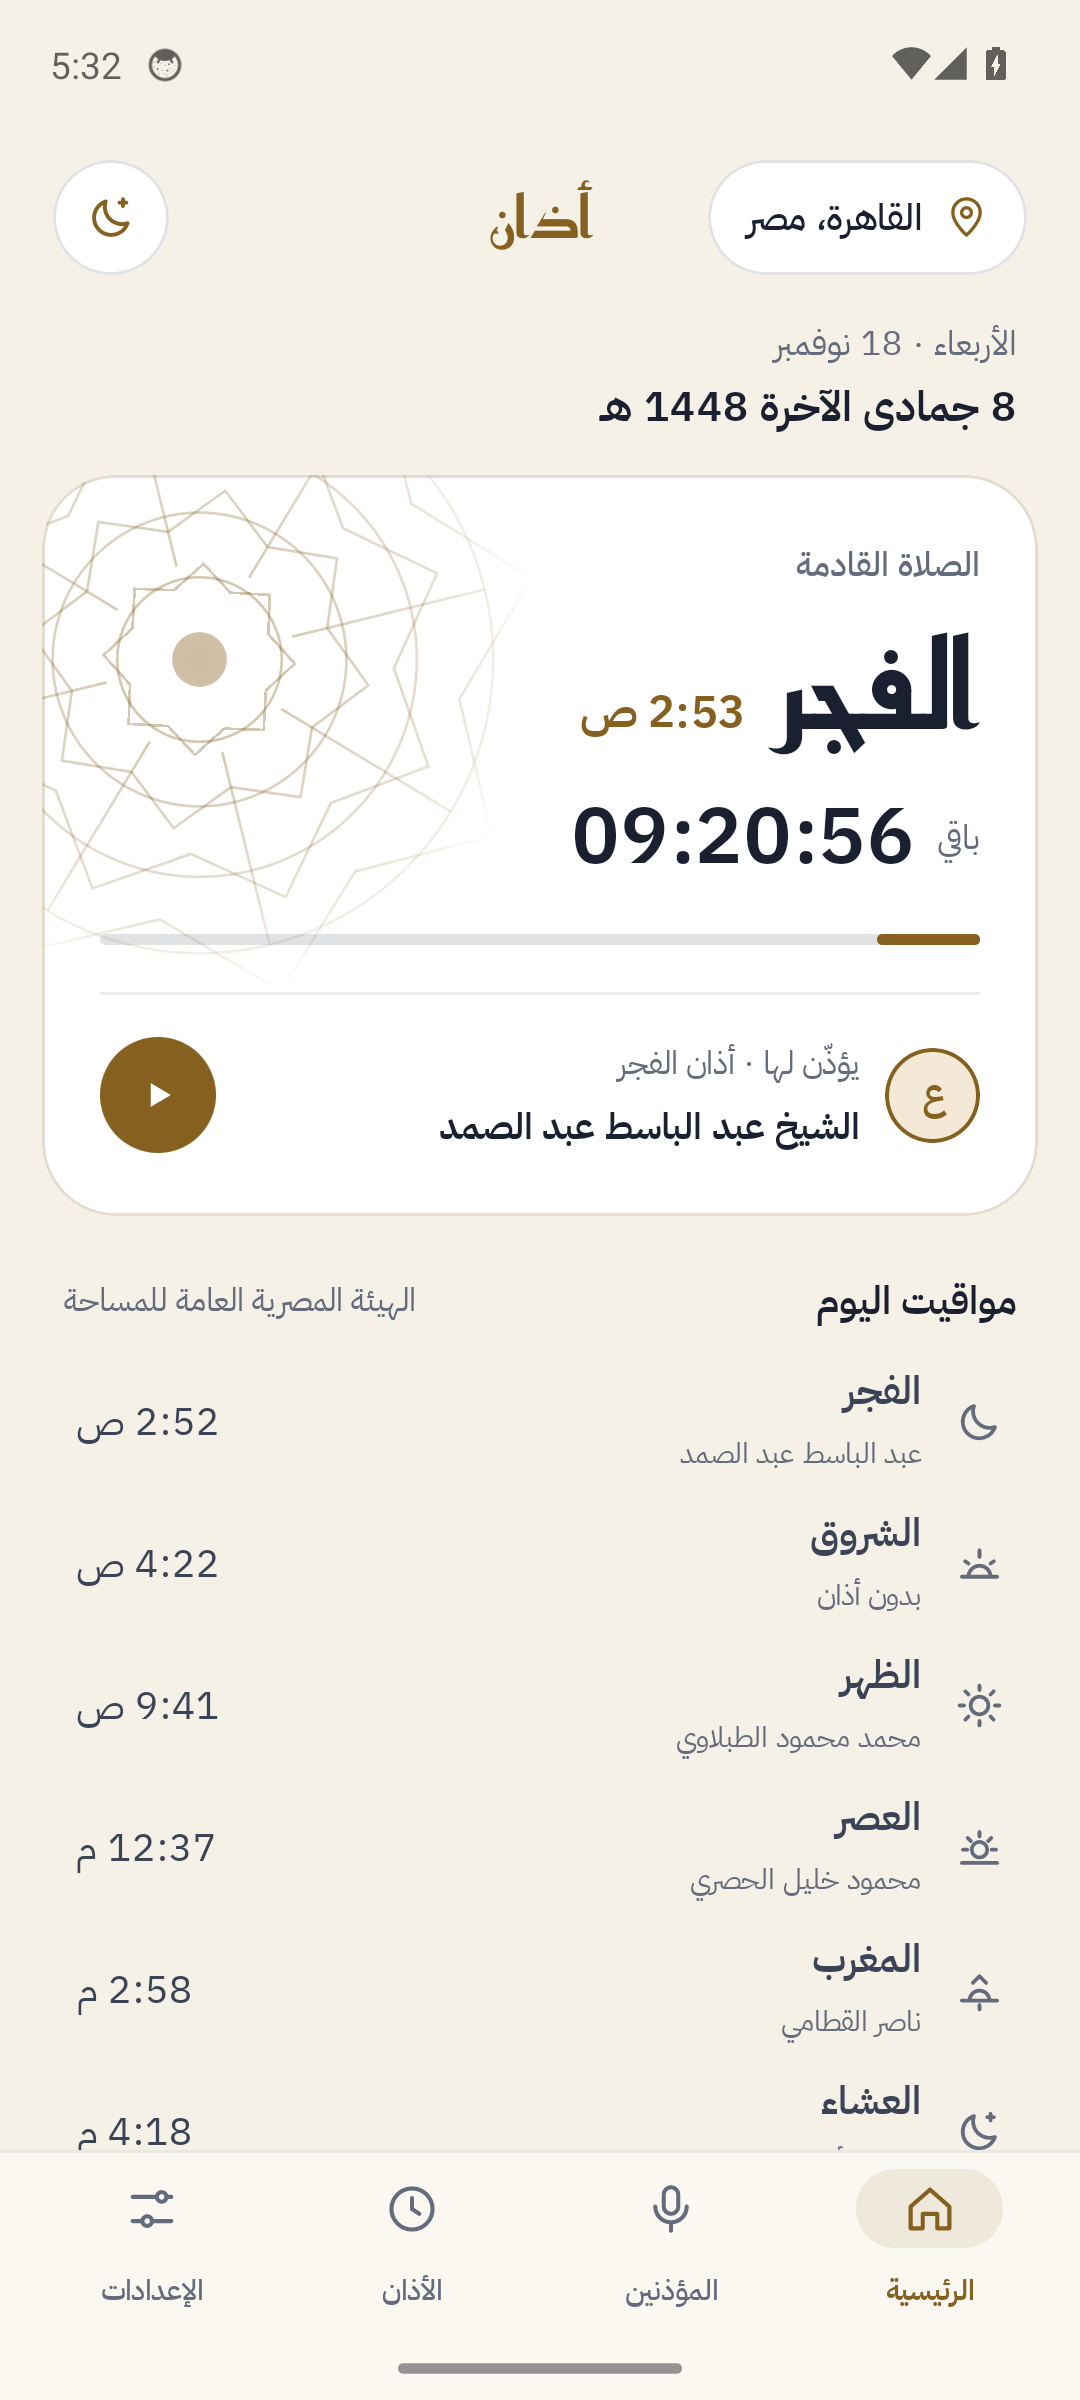 5:32
القاهرة، مصر
أذان
الأربعاء · 18 نوفمبر
8 جمادى الآخرة 1448 هـ
الصلاة القادمة
الفجر 2:53 ص
باقي 09:20:56
يؤذّن لها · أذان الفجر
الشيخ عبد الباسط عبد الصمد
ع
مواقيت اليوم
الهيئة المصرية العامة للمساحة
الفجر
عبد الباسط عبد الصمد
2:52 ص
الشروق
بدون أذان
4:22 ص
الظهر
محمد محمود الطبلاوي
9:41 ص
العصر
محمود خليل الحصري
12:37 م
المغرب
ناصر القطامي
2:58 م
العشاء
4:18 م
الرئيسية
المؤذنين
الأذان
الإعدادات